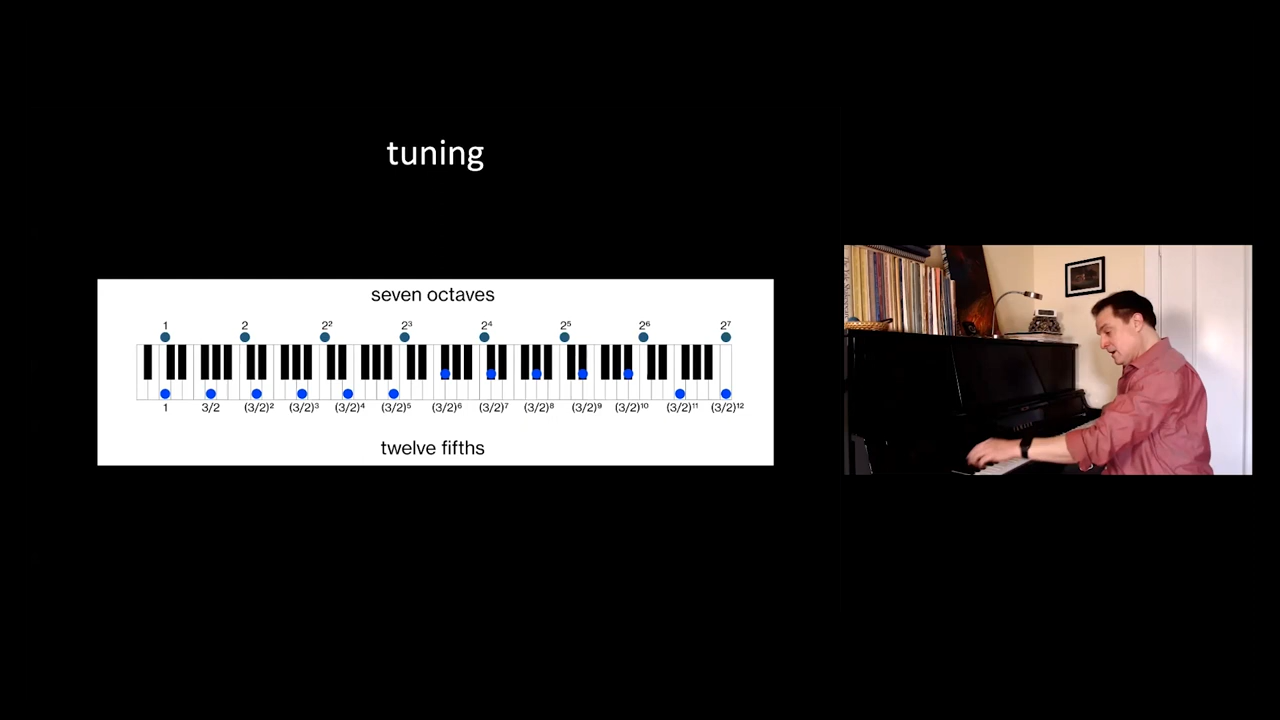 tuning
seven octaves
1 2 2² 2³ 2⁴ 2⁵ 2⁶ 2⁷
1 3/2 (3/2)² (3/2)³ (3/2)⁴ (3/2)⁵ (3/2)⁶ (3/2)⁷ (3/2)⁸ (3/2)⁹ (3/2)¹⁰ (3/2)¹¹ (3/2)¹²
twelve fifths